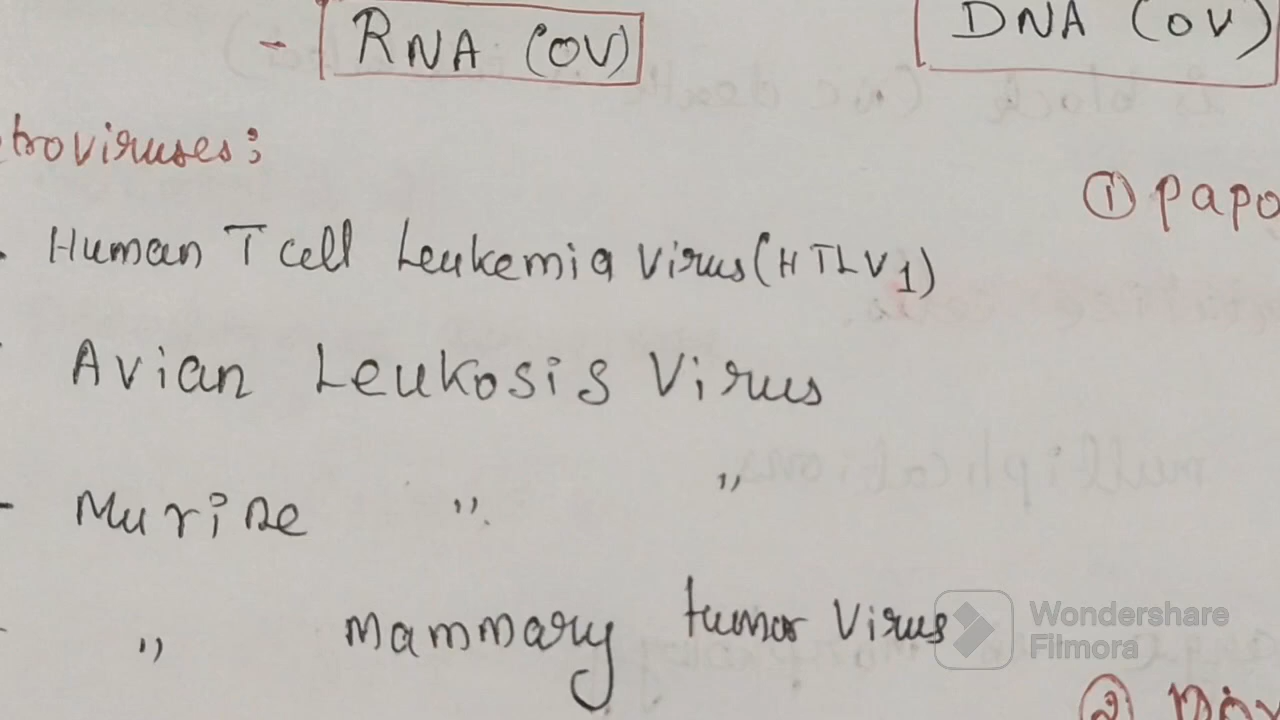 - RNA (OV)
DNA (OV)
troviruses:
Human T cell Leukemia Virus (HTLV1)
Avian Leukosis Virus
- Murine " "
- " Mammary tumor Virus
① papo
②
Wondershare
Filmora